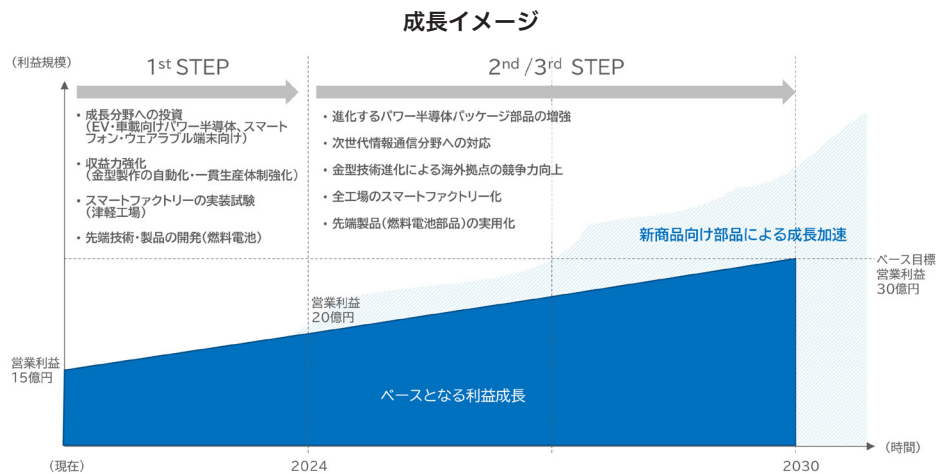 成長イメージ
(利益規模)
1st STEP
2nd/3rd STEP
・成長分野への投資
(EV・車載向けパワー半導体、スマート
フォン・ウェアラブル端末向け)
・収益力強化
(金型製作の自動化・一貫生産体制強化)
・スマートファクトリーの実装試験
(津軽工場)
・先端技術・製品の開発(燃料電池)
・進化するパワー半導体パッケージ部品の増強
・次世代情報通信分野への対応
・金型技術進化による海外拠点の競争力向上
・全工場のスマートファクトリー化
・先端製品(燃料電池部品)の実用化
新商品向け部品による成長加速
ベース目標
営業利益
30億円
営業利益
20億円
営業利益
15億円
ベースとなる利益成長
(時間)
(現在)
2024
2030